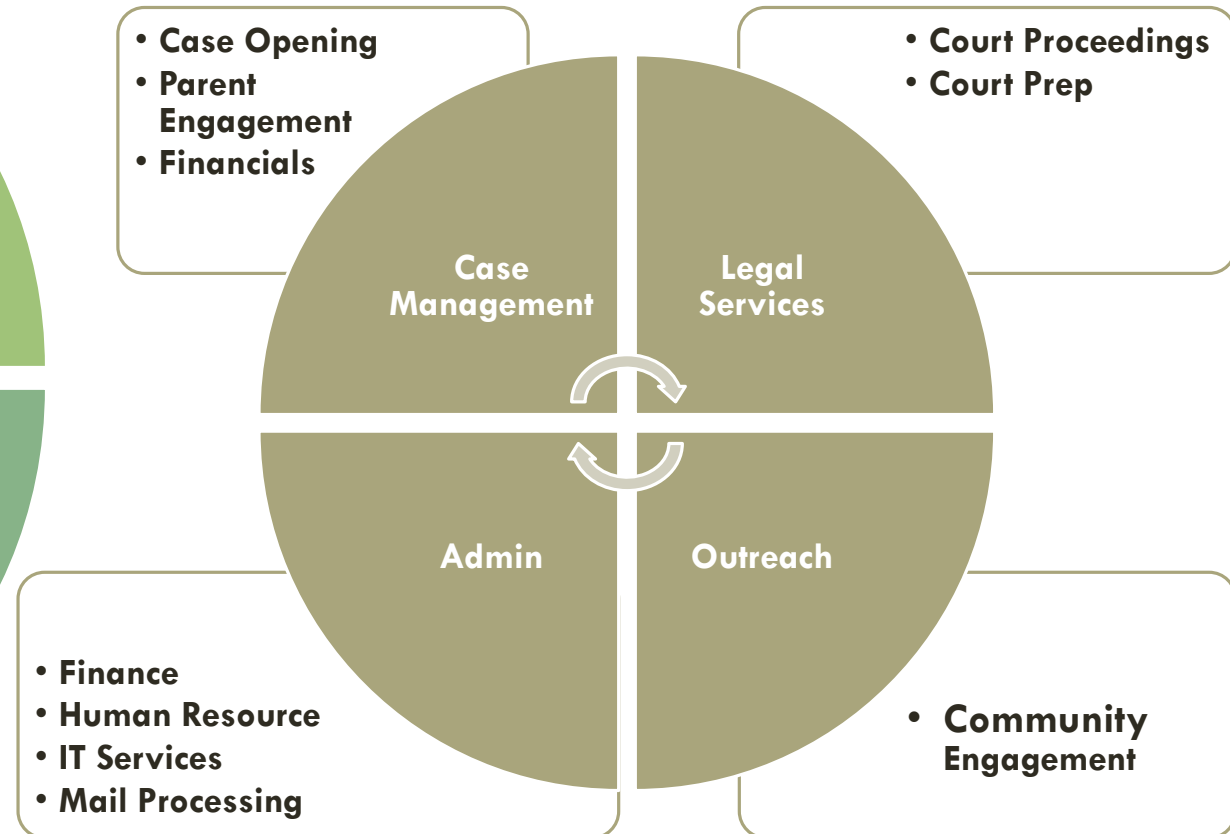 • Case Opening
• Parent
Engagement
• Financials
• Court Proceedings
• Court Prep
Case
Management
Legal
Services
Admin
Outreach
• Finance
• Human Resource
• IT Services
• Mail Processing
• Community
Engagement